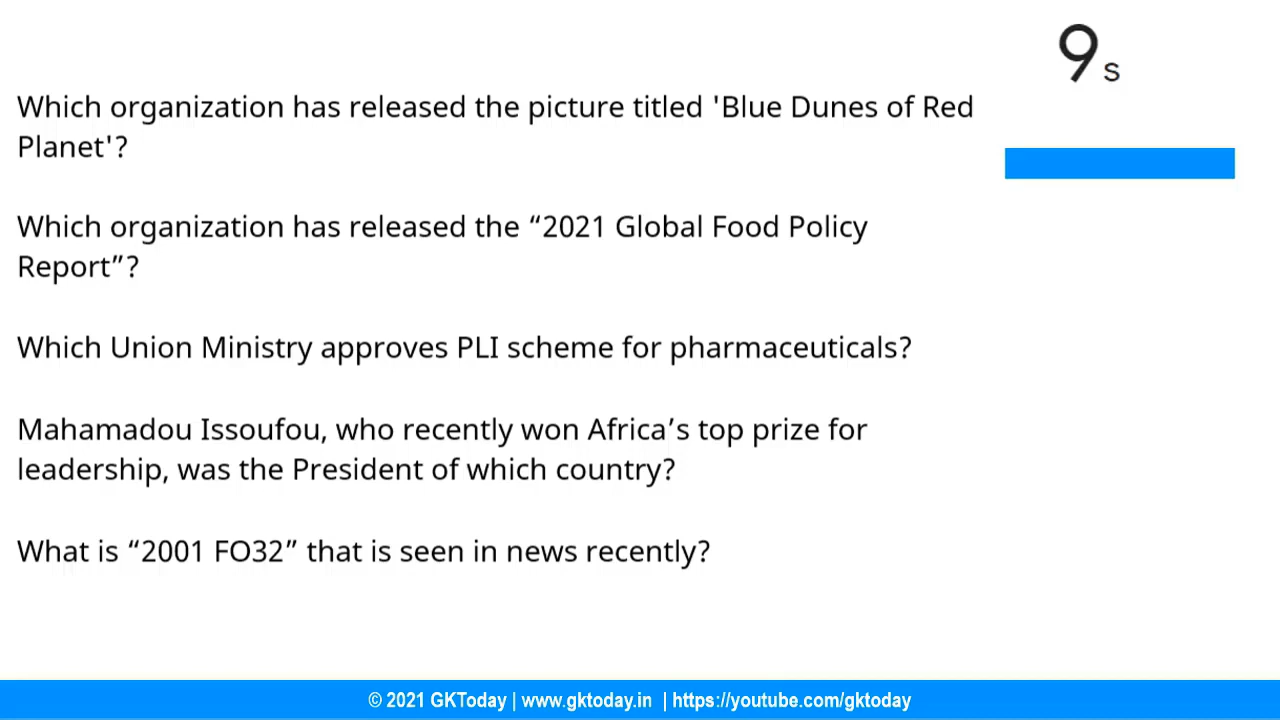 9 s
Which organization has released the picture titled 'Blue Dunes of Red
Planet'?
Which organization has released the “2021 Global Food Policy
Report”?
Which Union Ministry approves PLI scheme for pharmaceuticals?
Mahamadou Issoufou, who recently won Africa’s top prize for
leadership, was the President of which country?
What is “2001 FO32” that is seen in news recently?
© 2021 GKToday | www.gktoday.in | https://youtube.com/gktoday